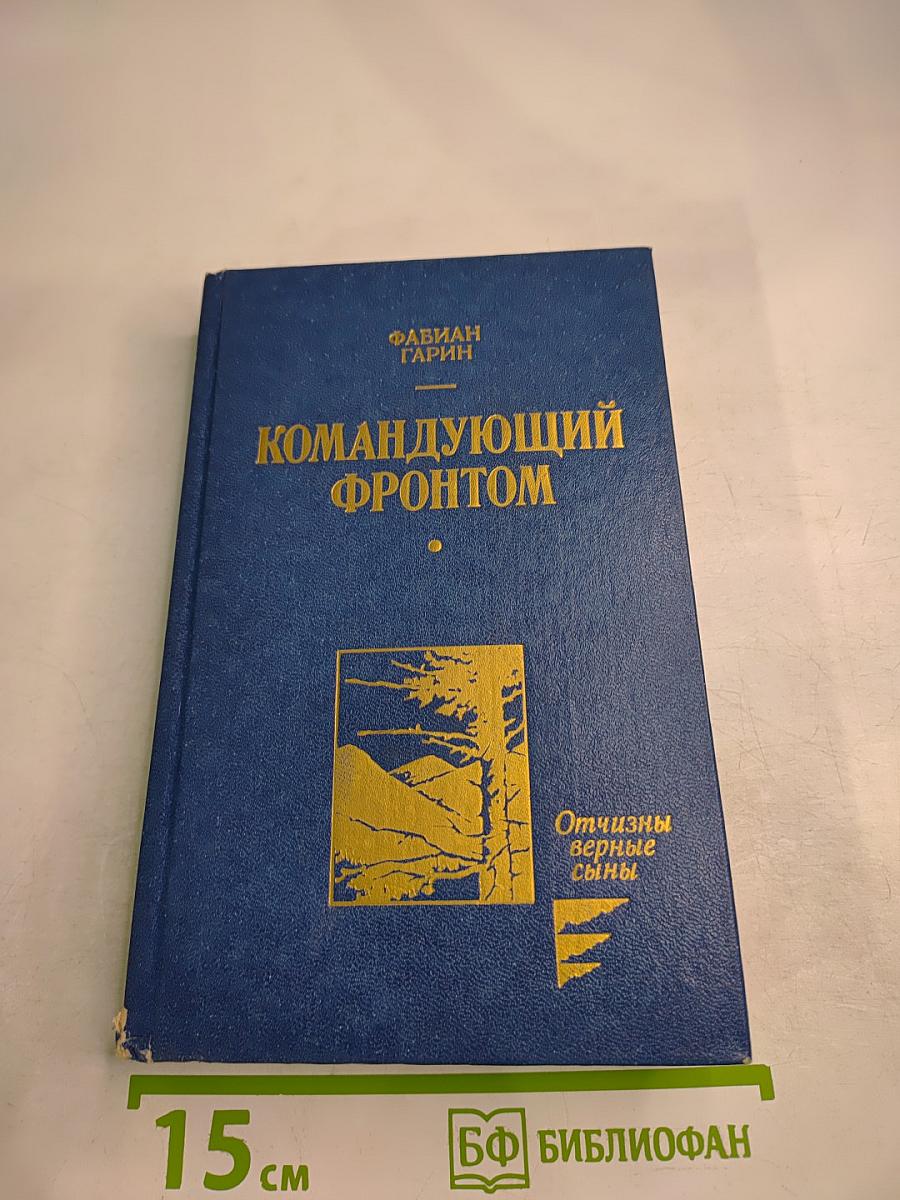 ФАБИАН
ГАРИН
КОМАНДУЮЩИЙ
ФРОНТОМ
Отчизны
верные
сыны
15 см
БФ БИБЛИОФАН